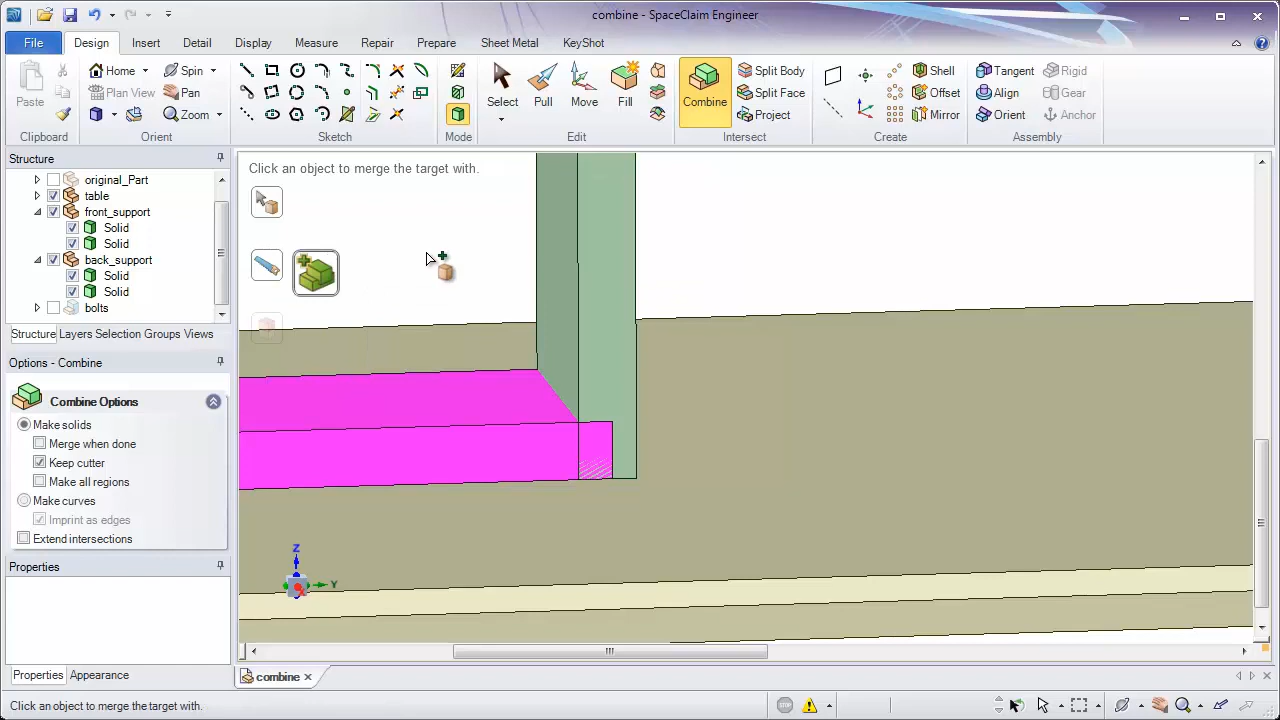 combine - SpaceClaim Engineer
File Design Insert Detail Display Measure Repair Prepare Sheet Metal KeyShot
Paste
Home
Plan View
Spin
Pan
Zoom
Select
Pull
Move
Fill
Combine
Split Body
Split Face
Project
Shell
Offset
Mirror
Tangent
Align
Orient
Rigid
Gear
Anchor
Clipboard Orient Sketch Mode Edit Intersect Create Assembly
Structure
original_Part
table
front_support
Solid
Solid
back_support
Solid
Solid
bolts
Structure Layers Selection Groups Views
Options - Combine
Combine Options
Make solids
Merge when done
Keep cutter
Make all regions
Make curves
Imprint as edges
Extend intersections
Properties
Properties Appearance
Click an object to merge the target with.
Z
Y
combine
Click an object to merge the target with.